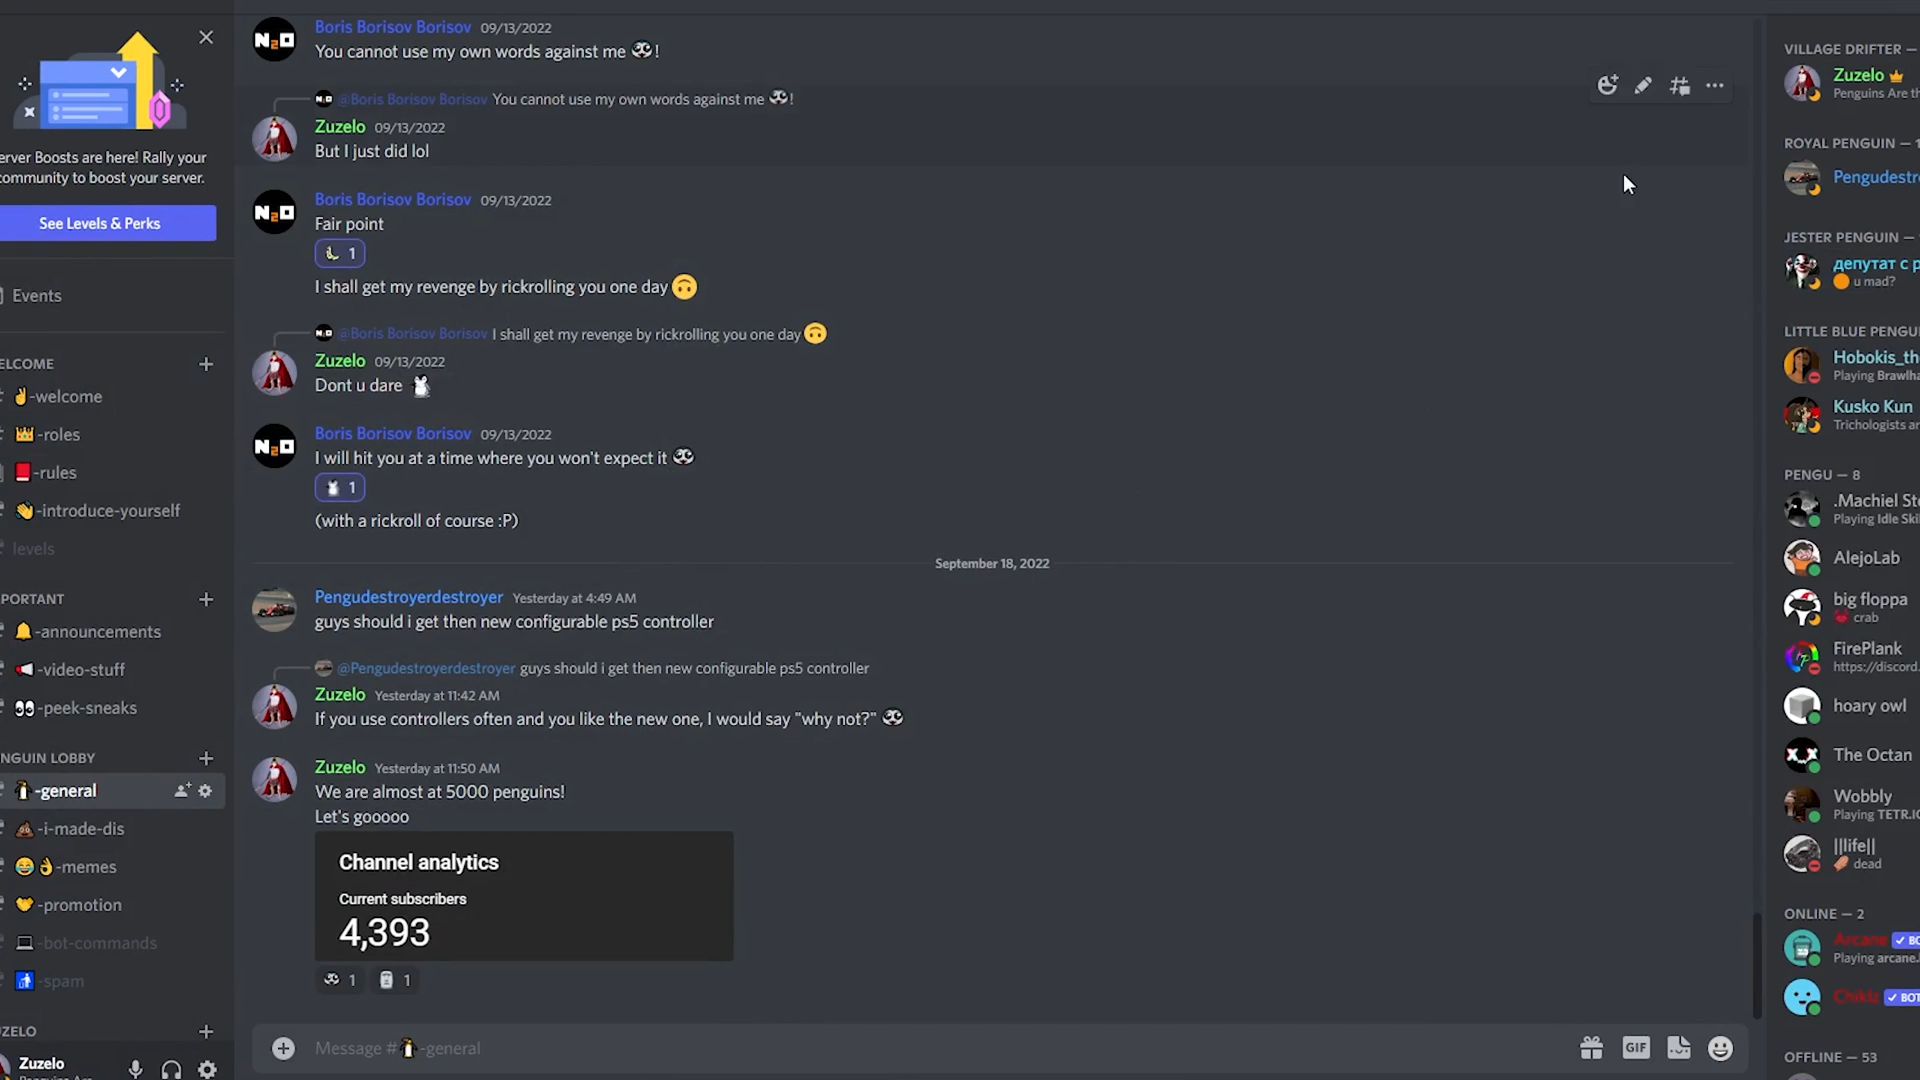 erver Boosts are here! Rally your
community to boost your server.
See Levels & Perks
Events
ELCOME
-welcome
-roles
-rules
-introduce-yourself
levels
PORTANT
-announcements
-video-stuff
-peek-sneaks
NGUIN LOBBY
-general
-i-made-dis
-memes
-promotion
-bot-commands
-spam
ZUZELO
Zuzelo
Boris Borisov Borisov 09/13/2022
You cannot use my own words against me !
@Boris Borisov Borisov You cannot use my own words against me !
Zuzelo 09/13/2022
But I just did lol
Boris Borisov Borisov 09/13/2022
Fair point
1
I shall get my revenge by rickrolling you one day
@Boris Borisov Borisov I shall get my revenge by rickrolling you one day
Zuzelo 09/13/2022
Dont u dare
Boris Borisov Borisov 09/13/2022
I will hit you at a time where you won't expect it
1
(with a rickroll of course :P)
September 18, 2022
Pengudestroyerdestroyer Yesterday at 4:49 AM
guys should i get then new configurable ps5 controller
@Pengudestroyerdestroyer guys should i get then new configurable ps5 controller
Zuzelo Yesterday at 11:42 AM
If you use controllers often and you like the new one, I would say "why not?"
Zuzelo Yesterday at 11:50 AM
We are almost at 5000 penguins!
Let's gooooo
Channel analytics
Current subscribers
4,393
1 1
Message # -general
GIF
VILLAGE DRIFTER —
Zuzelo
Penguins Are th
ROYAL PENGUIN — 1
Pengudestr
JESTER PENGUIN —
депутат с р
u mad?
LITTLE BLUE PENGU
Hobokis_th
Playing Brawlha
Kusko Kun
Trichologists ar
PENGU — 8
.Machiel St
Playing Idle Ski
AlejoLab
big floppa
crab
FirePlank
https://discord.
hoary owl
The Octan
Wobbly
Playing TETR.IO
||life||
dead
ONLINE — 2
Arcane BO
Playing arcane.
Chikiz BOT
OFFLINE — 53